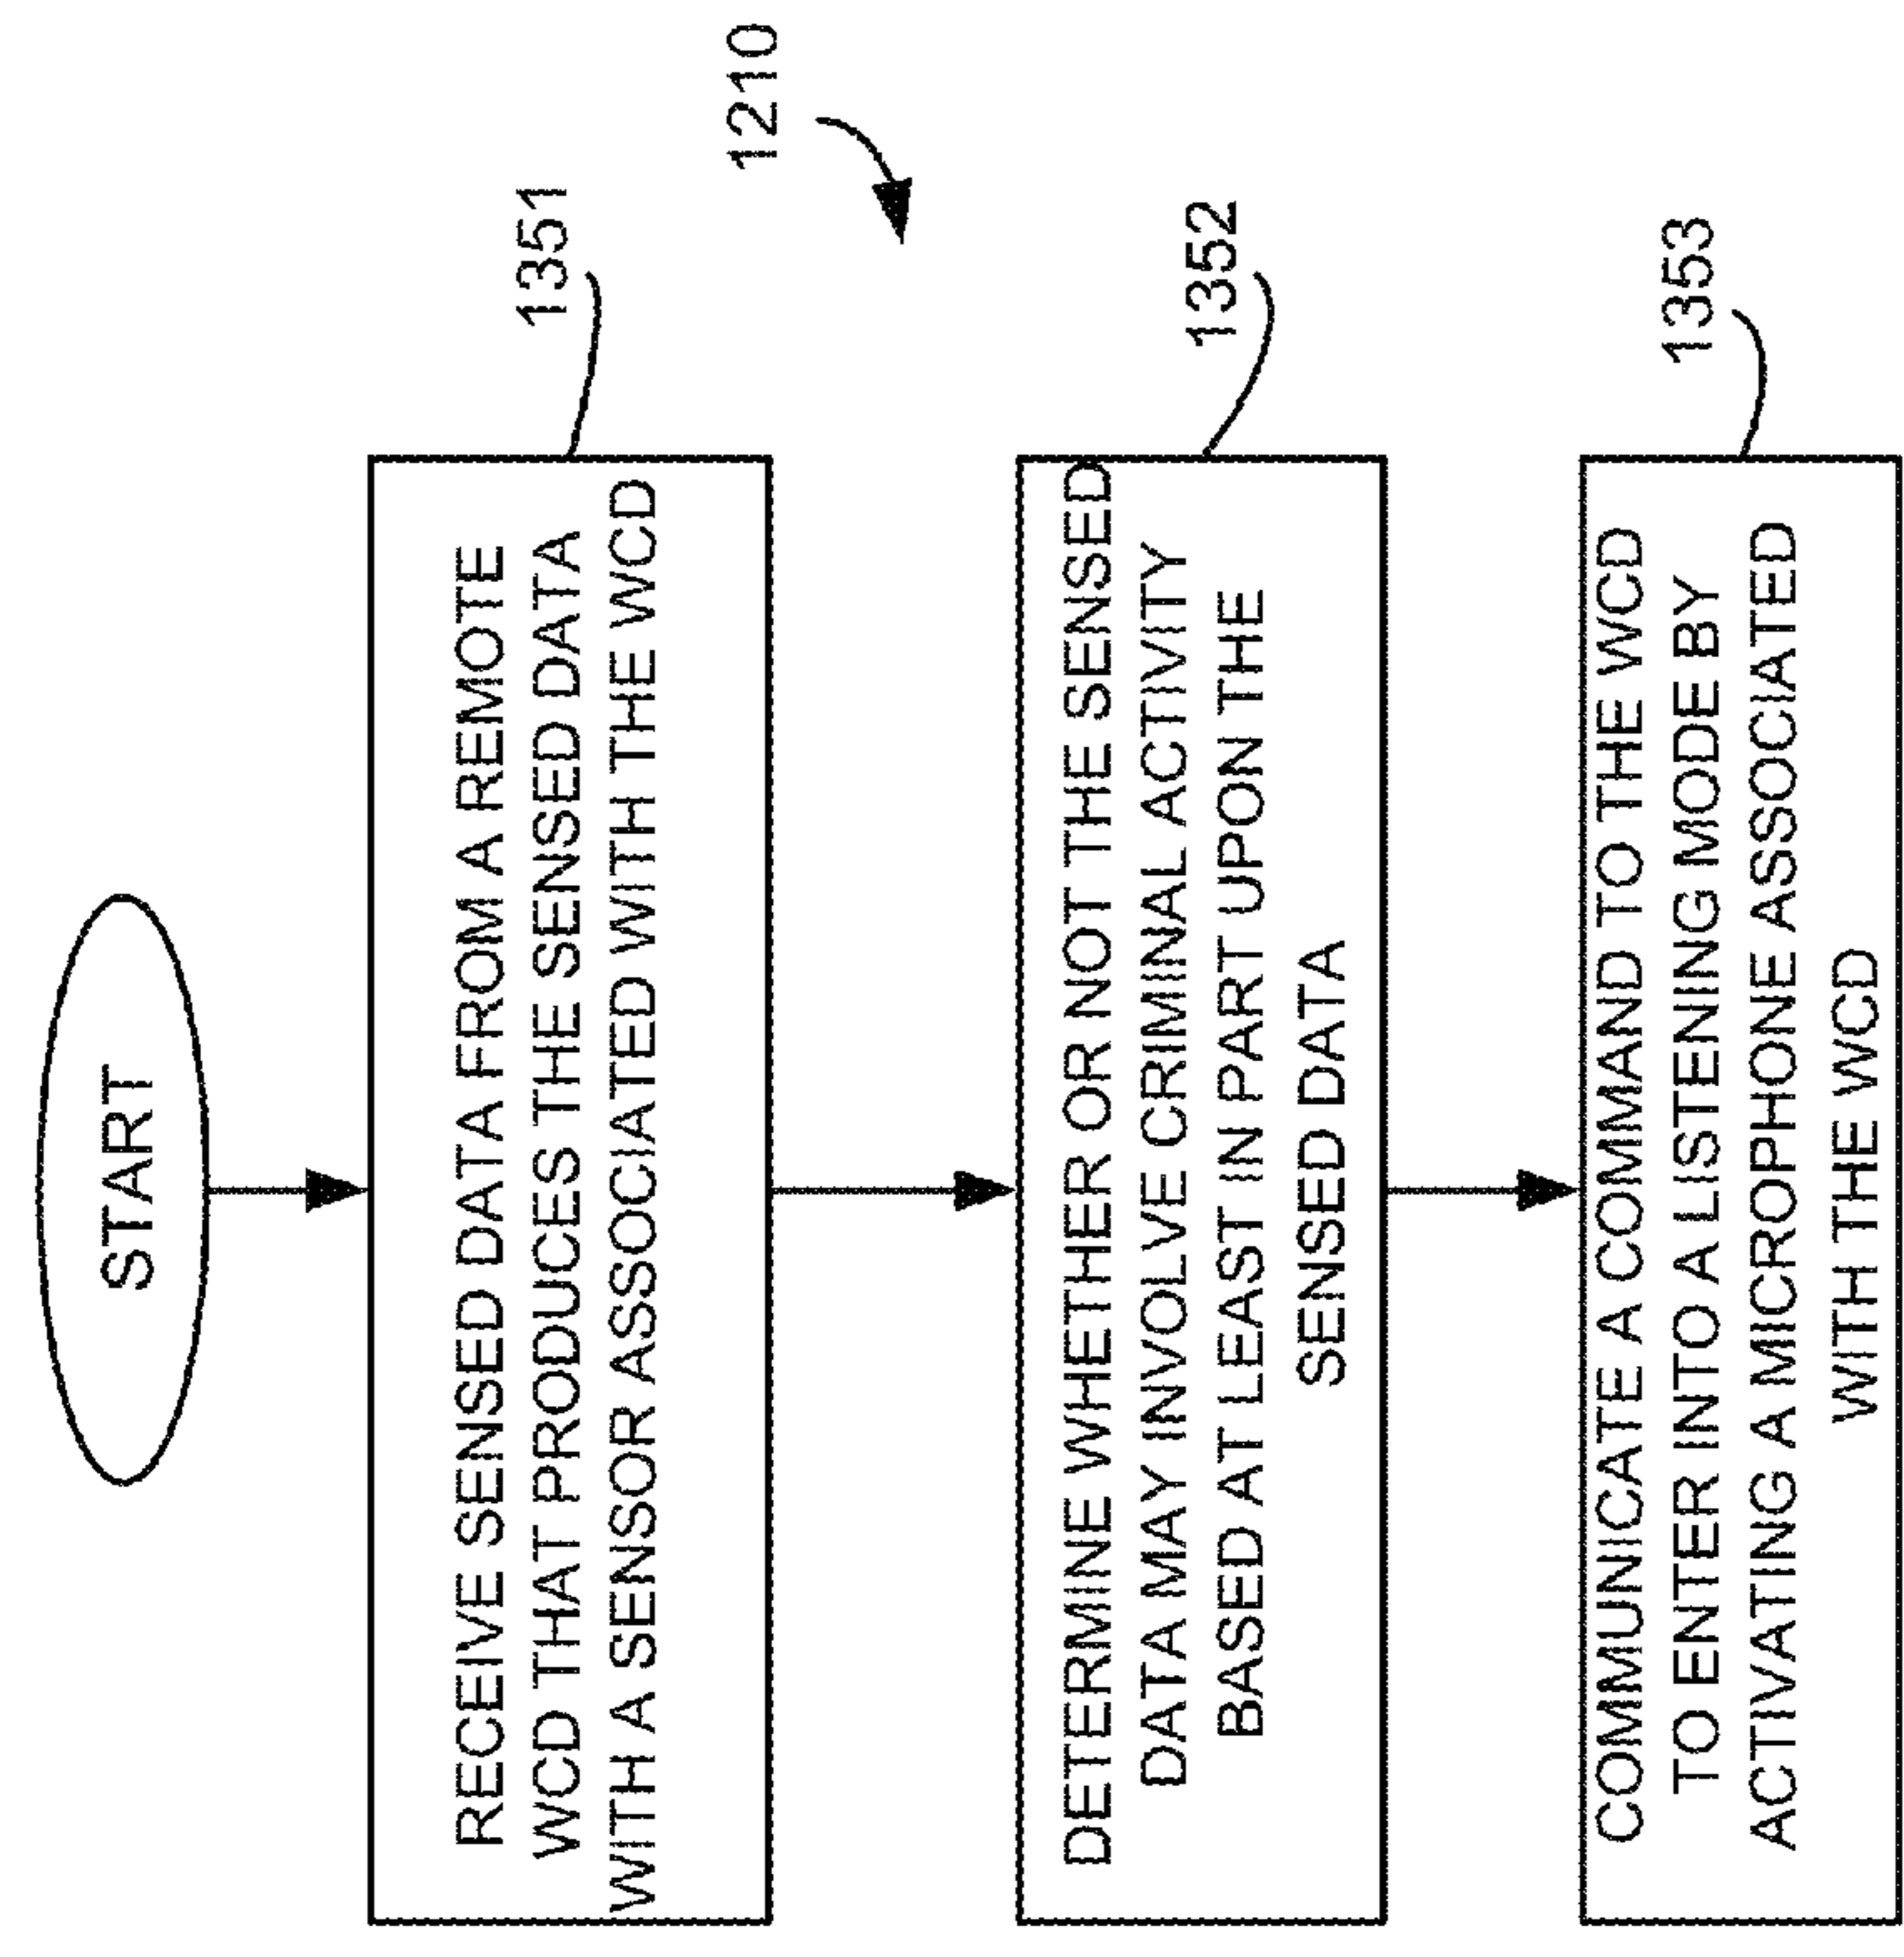 START
1210
1351
RECEIVE SENSED DATA FROM A REMOTE
WCD THAT PRODUCES THE SENSED DATA
WITH A SENSOR ASSOCIATED WITH THE WCD
1352
DETERMINE WHETHER OR NOT THE SENSED
DATA MAY INVOLVE CRIMINAL ACTIVITY
BASED AT LEAST IN PART UPON THE
SENSED DATA
1353
COMMUNICATE A COMMAND TO THE WCD
TO ENTER INTO A LISTENING MODE BY
ACTIVATING A MICROPHONE ASSOCIATED
WITH THE WCD